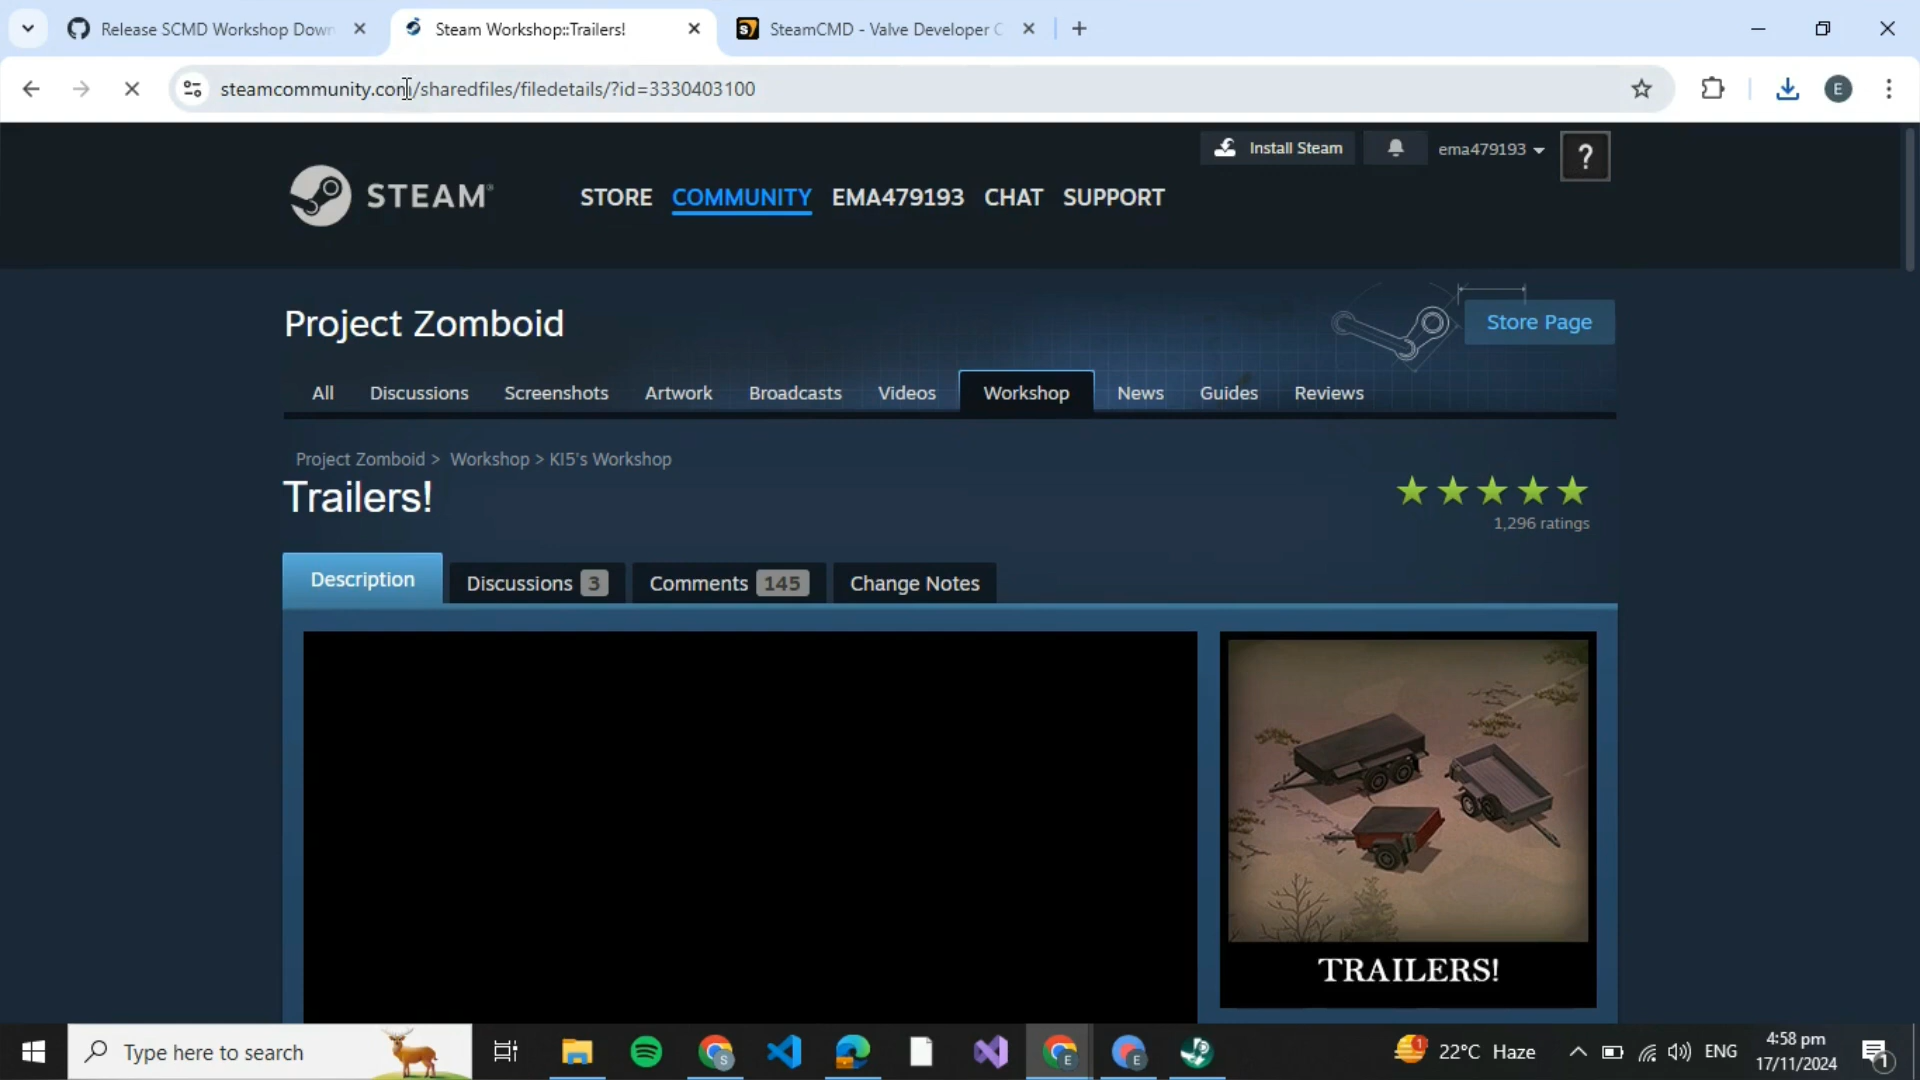 Release SCMD Workshop Down
Steam Workshop::Trailers!
SteamCMD - Valve Developer C
steamcommunity.com/sharedfiles/filedetails/?id=3330403100
E
Install Steam
ema479193
?
STEAM®
STORE COMMUNITY EMA479193 CHAT SUPPORT
Project Zomboid
Store Page
All Discussions Screenshots Artwork Broadcasts Videos Workshop News Guides Reviews
Project Zomboid > Workshop > KI5's Workshop
Trailers!
1,296 ratings
Description Discussions 3 Comments 145 Change Notes
TRAILERS!
Type here to search
S
E
E
1
22°C Haze
ENG
4:58 pm
17/11/2024
1